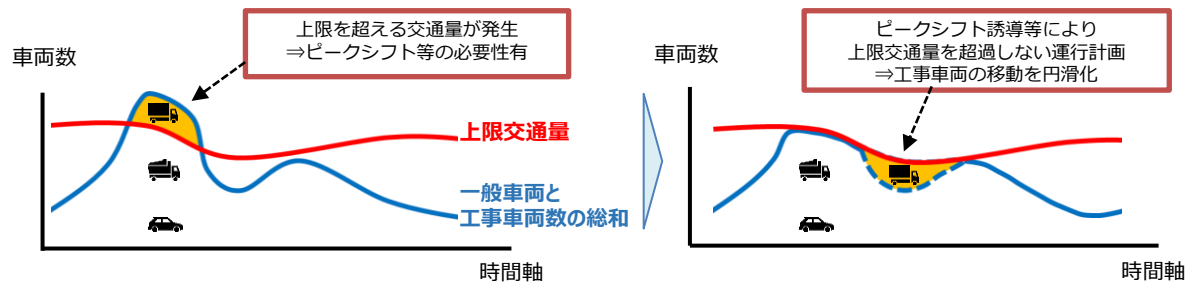 上限を超える交通量が発生
⇒ピークシフト等の必要性有
車両数
上限交通量
一般車両と
工事車両数の総和
時間軸
ピークシフト誘導等により
上限交通量を超過しない運行計画
⇒工事車両の移動を円滑化
車両数
時間軸